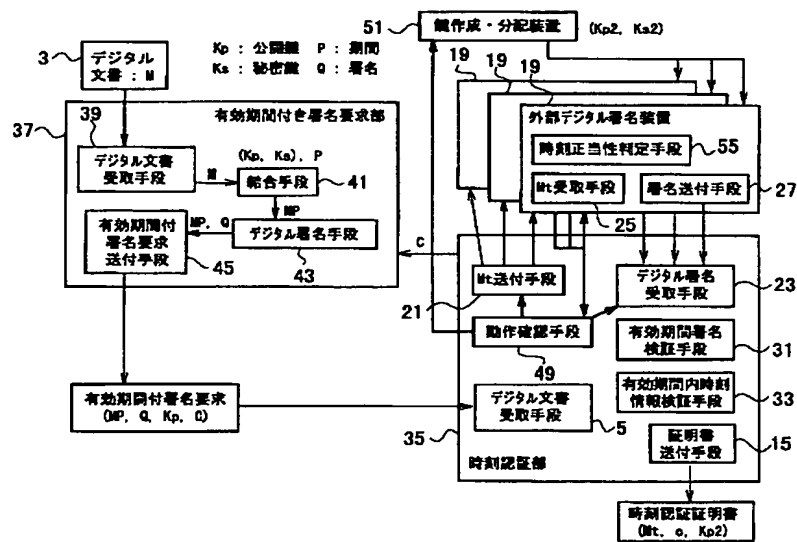 51
鍵作成・分配装置
(Kp2, Ks2)
3
デジタル
文書：M
Kp：公開鍵 P：期間
Ks：秘密鍵 Q：署名
37
有効期間付き署名要求部
39
デジタル文書
受取手段
M
(Kp, Ks), P
結合手段
41
MP
MP, Q
有効期間付
署名要求
送付手段
45
デジタル署名手段
43
C
19
19
19
外部デジタル署名装置
時刻正当性判定手段
55
Mt受取手段
25
署名送付手段
27
Mt送付手段
21
デジタル署名
受取手段
23
動作確認手段
49
有効期間署名
検証手段
31
有効期間内時刻
情報検証手段
33
有効期間付署名要求
(MP, Q, Kp, C)
デジタル文書
受取手段
5
35
証明書
送付手段
15
時刻認証部
時刻認証証明書
(Mt, o, Kp2)